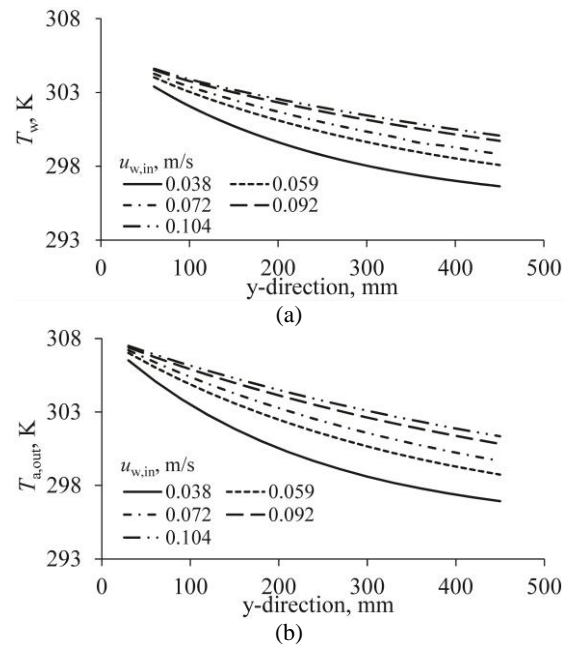 308
303
298
293
T_w, K
u_w,in, m/s
0.038 0.059
0.072 0.092
0.104
0 100 200 300 400 500
y-direction, mm
(a)
308
303
298
293
T_a,out, K
u_w,in, m/s
0.038 0.059
0.072 0.092
0.104
0 100 200 300 400 500
y-direction, mm
(b)